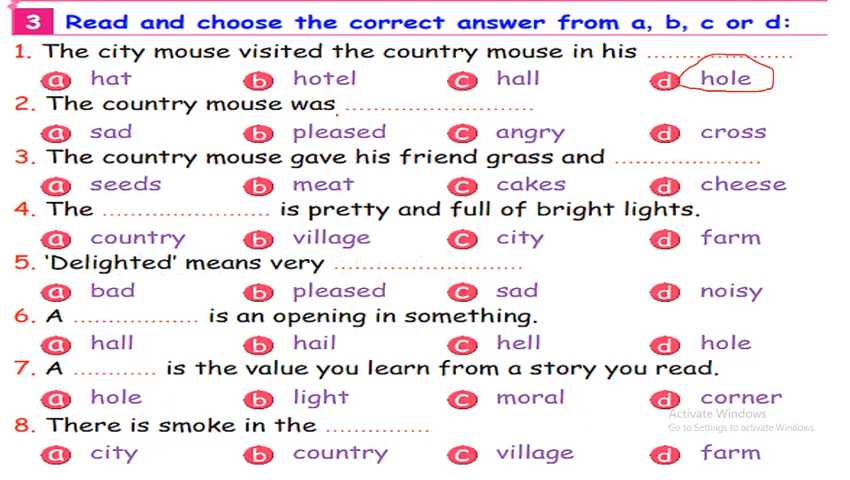 3 Read and choose the correct answer from a, b, c or d:
1. The city mouse visited the country mouse in his ......................
a hat b hotel c hall d hole
2. The country mouse was ............................
a sad b pleased c angry d cross
3. The country mouse gave his friend grass and ......................
a seeds b meat c cakes d cheese
4. The ......................... is pretty and full of bright lights.
a country b village c city d farm
5. ‘Delighted’ means very ............................
a bad b pleased c sad d noisy
6. A .................. is an opening in something.
a hall b hail c hell d hole
7. A ............ is the value you learn from a story you read.
a hole b light c moral d corner
Activate Windows
Go to Settings to activate Windows.
8. There is smoke in the ...............
a city b country c village d farm